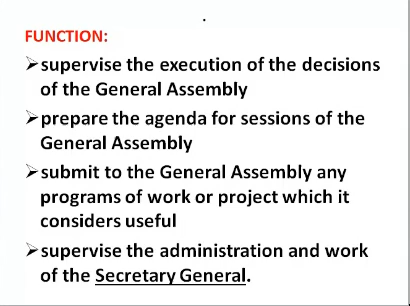 FUNCTION:
➢supervise the execution of the decisions
of the General Assembly
➢prepare the agenda for sessions of the
General Assembly
➢submit to the General Assembly any
programs of work or project which it
considers useful
➢supervise the administration and work
of the Secretary General.